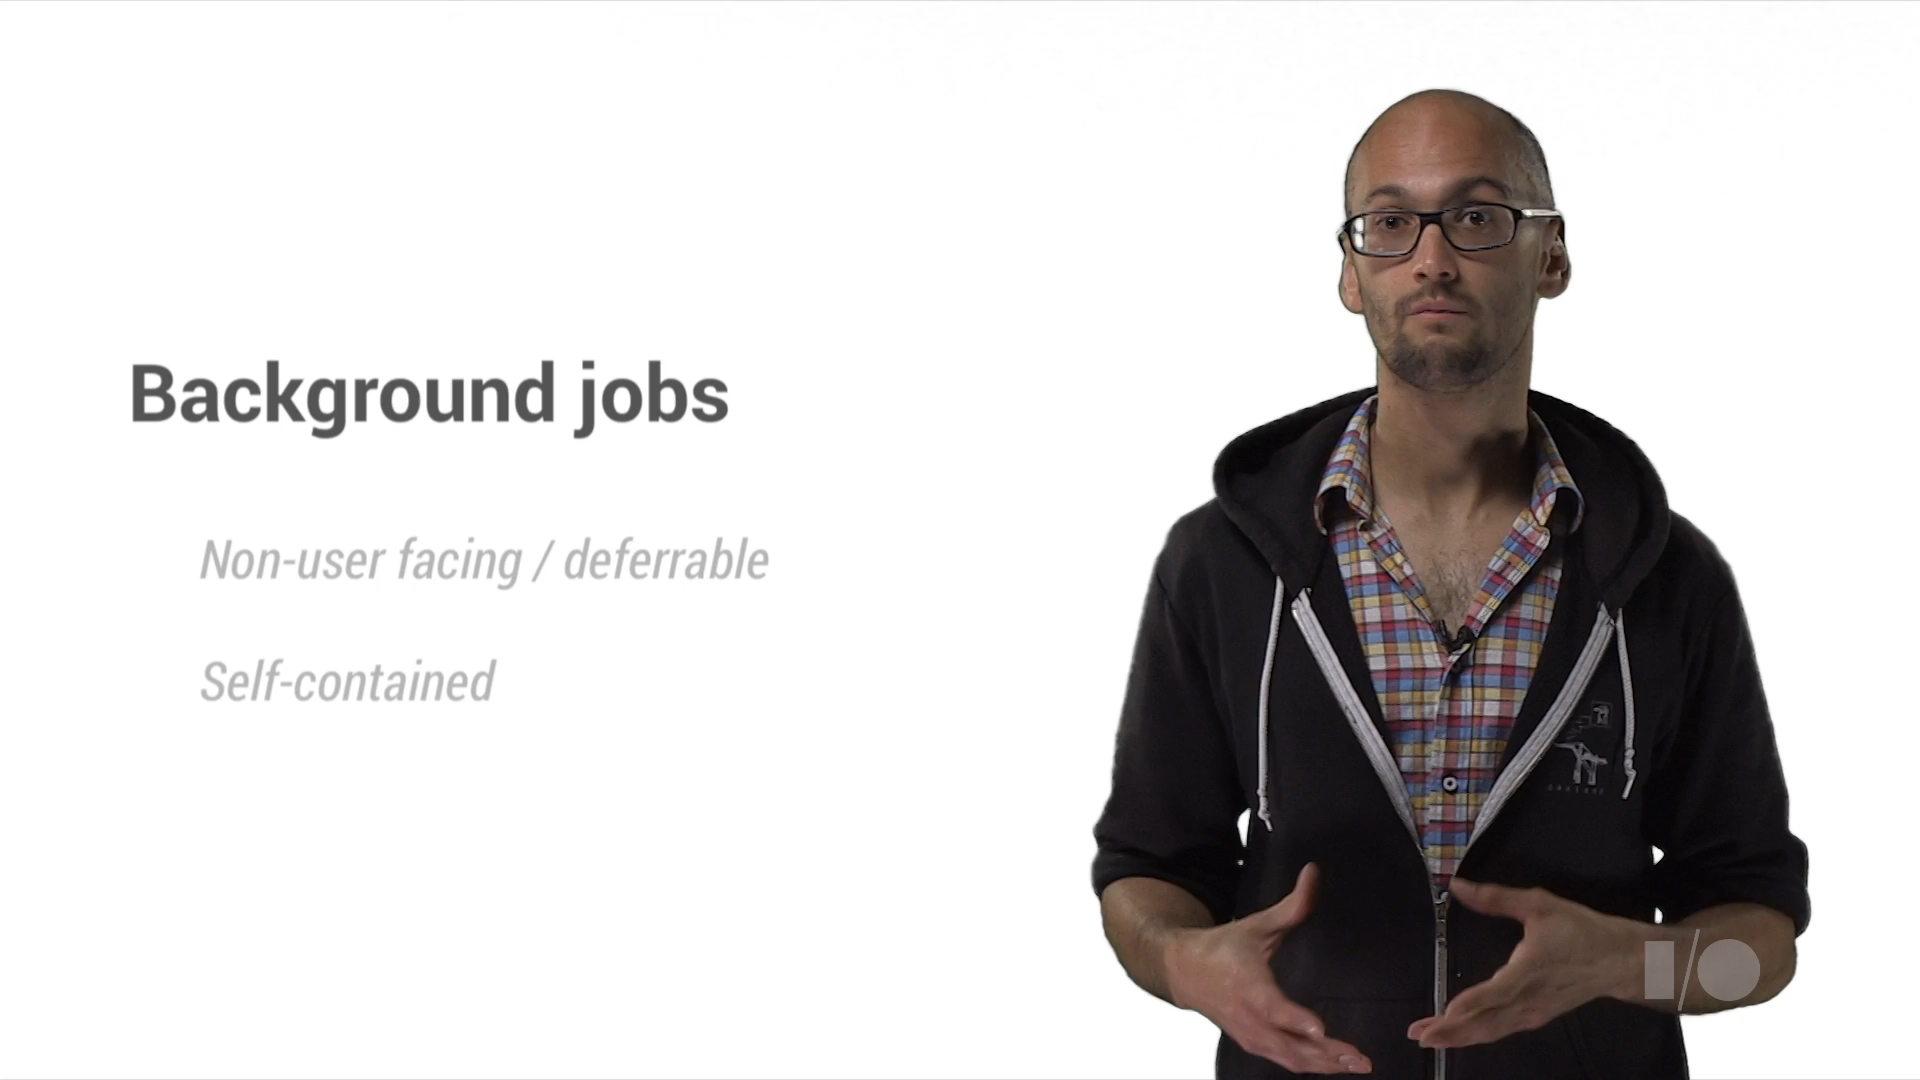 Background jobs
Non-user facing / deferrable
Self-contained
I/O